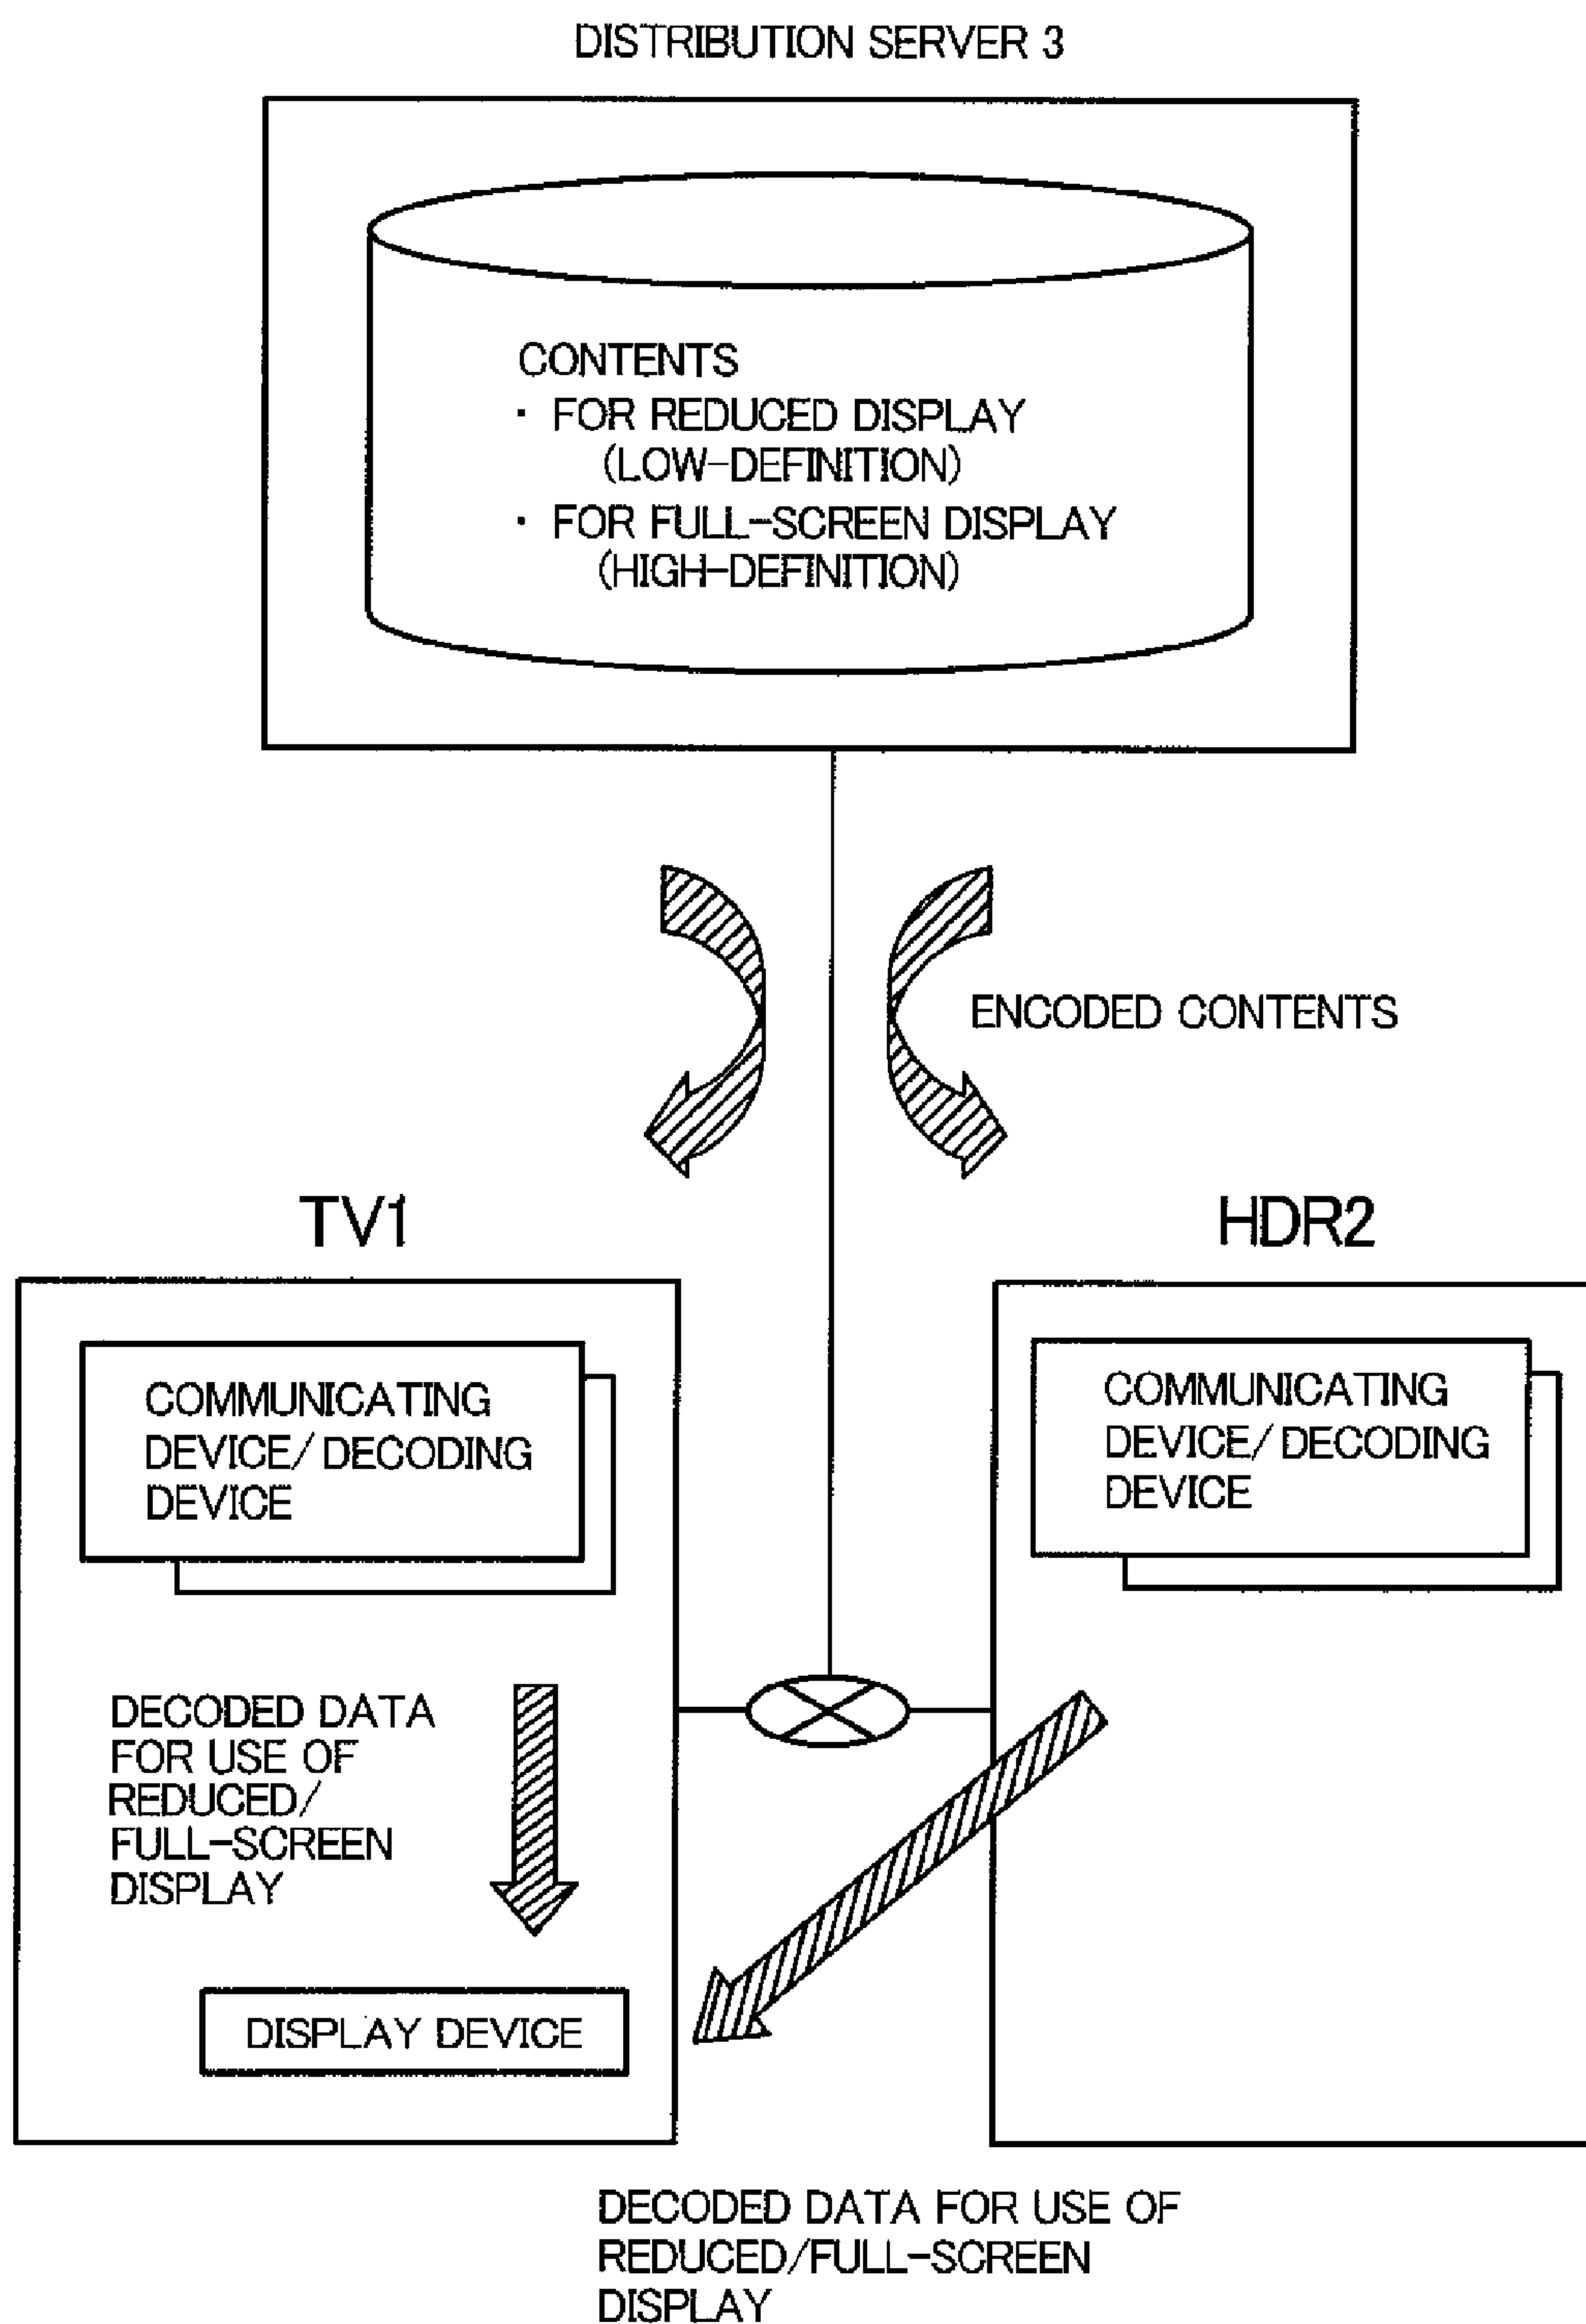 DISTRIBUTION SERVER 3
CONTENTS
・ FOR REDUCED DISPLAY
(LOW-DEFINITION)
・ FOR FULL-SCREEN DISPLAY
(HIGH-DEFINITION)
ENCODED CONTENTS
TV1
HDR2
COMMUNICATING
DEVICE/DECODING
DEVICE
COMMUNICATING
DEVICE/DECODING
DEVICE
DECODED DATA
FOR USE OF
REDUCED/
FULL-SCREEN
DISPLAY
DISPLAY DEVICE
DECODED DATA FOR USE OF
REDUCED/FULL-SCREEN
DISPLAY